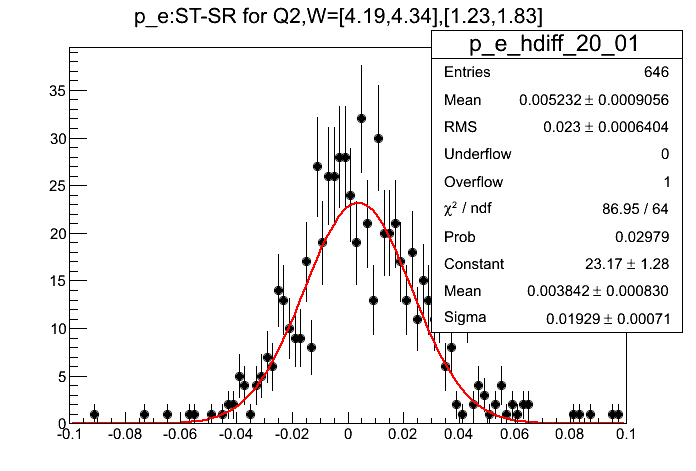 p_e:ST-SR for Q2,W=[4.19,4.34],[1.23,1.83]
p_e_hdiff_20_01
Entries 646
Mean 0.005232 ± 0.0009056
RMS 0.023 ± 0.0006404
Underflow 0
Overflow 1
χ² / ndf 86.95 / 64
Prob 0.02979
Constant 23.17 ± 1.28
Mean 0.003842 ± 0.000830
Sigma 0.01929 ± 0.00071
35
30
25
20
15
10
5
0
-0.1 -0.08 -0.06 -0.04 -0.02 0 0.02 0.04 0.06 0.08 0.1